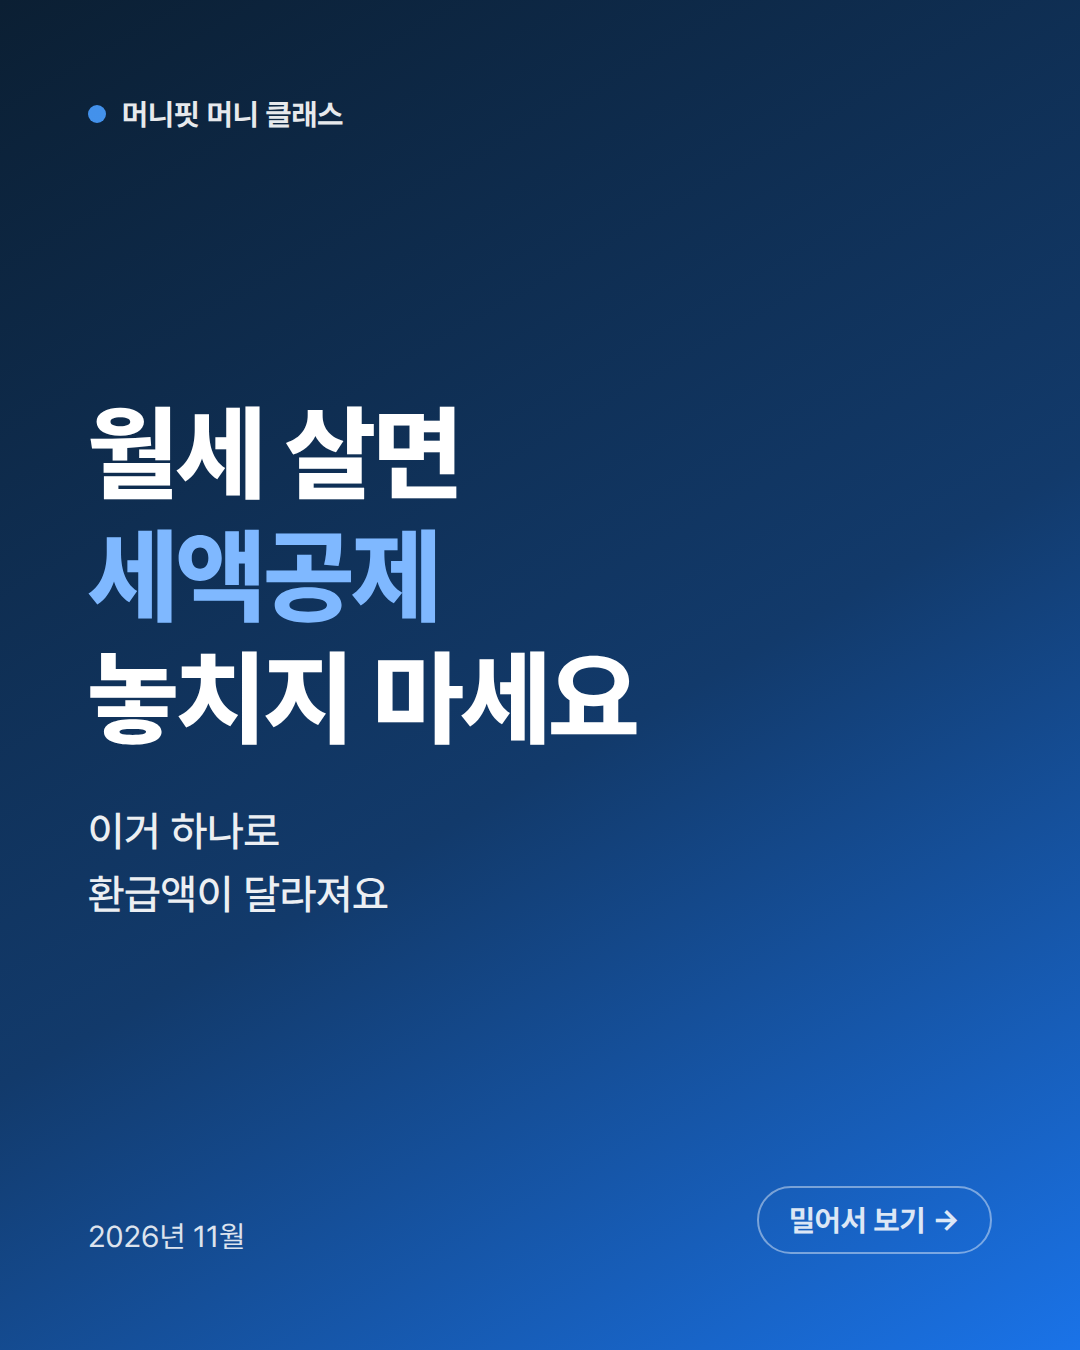 머니핏 머니 클래스
월세 살면
세액공제
놓치지 마세요
이거 하나로
환급액이 달라져요
2026년 11월
밀어서 보기 →